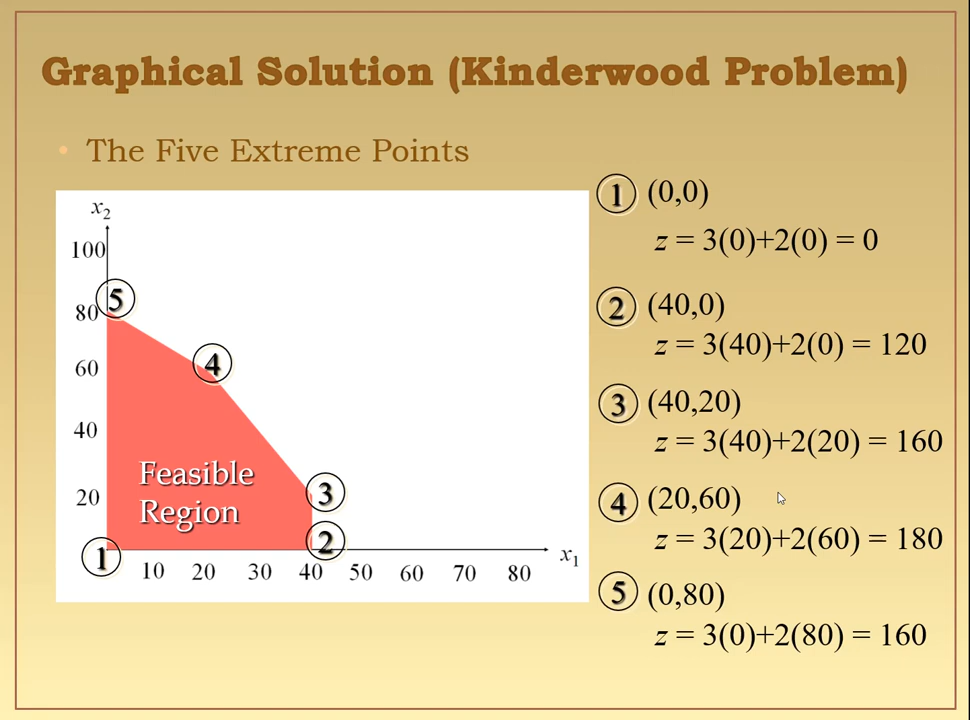 Graphical Solution (Kinderwood Problem)
• The Five Extreme Points
x₂
100
80
60
40
20
5
4
3
2
1
Feasible
Region
10 20 30 40 50 60 70 80
x₁
1 (0,0)
z = 3(0)+2(0) = 0
2 (40,0)
z = 3(40)+2(0) = 120
3 (40,20)
z = 3(40)+2(20) = 160
4 (20,60)
z = 3(20)+2(60) = 180
5 (0,80)
z = 3(0)+2(80) = 160